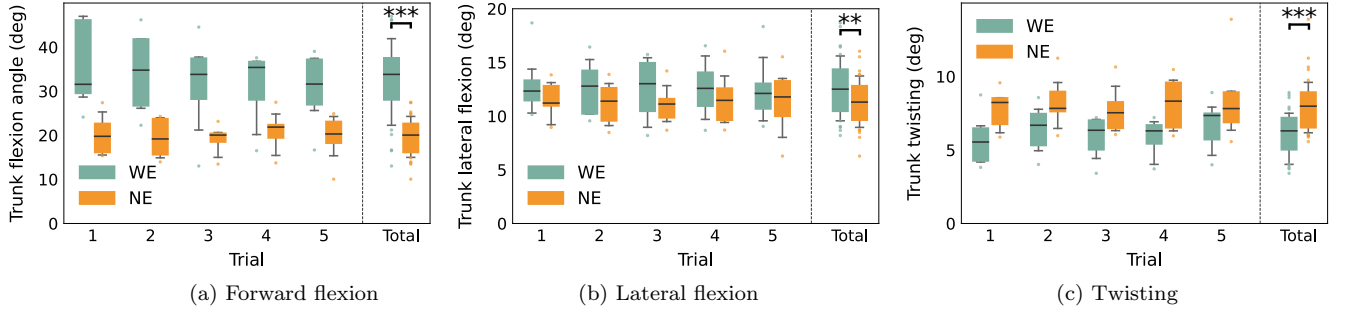 Trunk flexion angle (deg)
40
30
20
10
0
***
WE
NE
1 2 3 4 5 Total
Trial
(a) Forward flexion
Trunk lateral flexion (deg)
20
15
10
5
0
**
WE
NE
1 2 3 4 5 Total
Trial
(b) Lateral flexion
Trunk twisting (deg)
10
5
0
***
WE
NE
1 2 3 4 5 Total
Trial
(c) Twisting